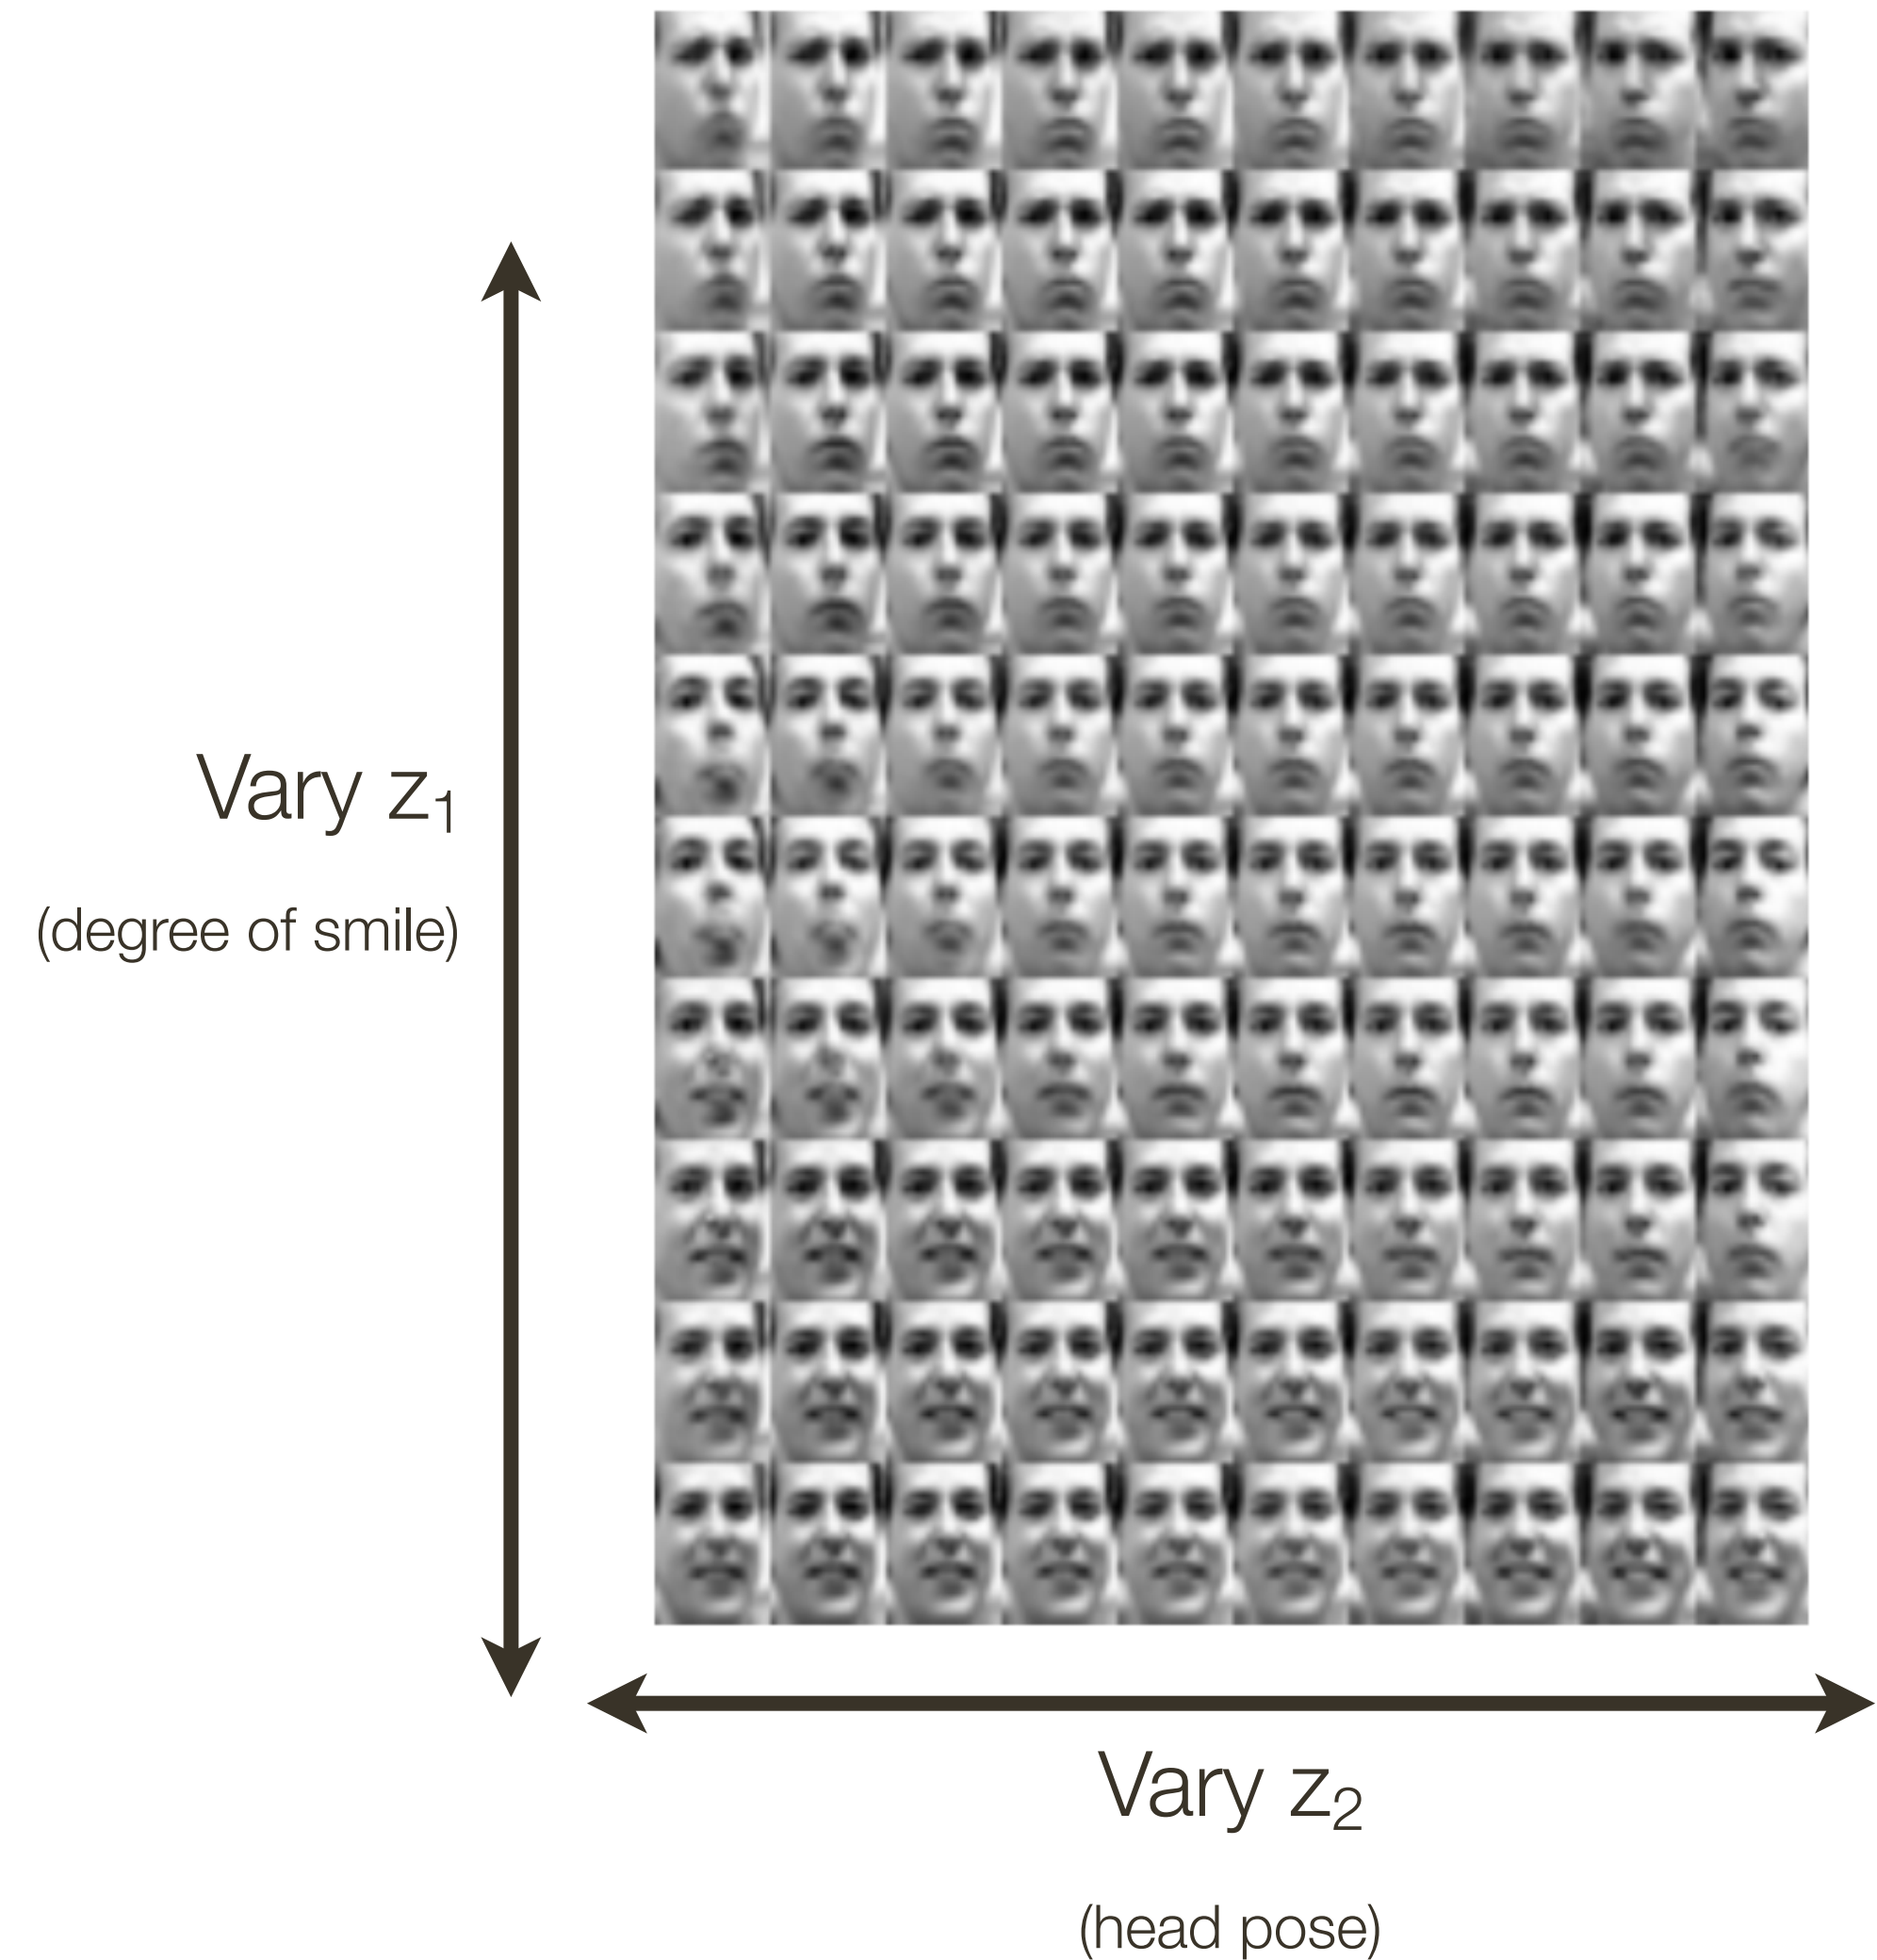 Vary z₁
(degree of smile)
Vary z₂
(head pose)